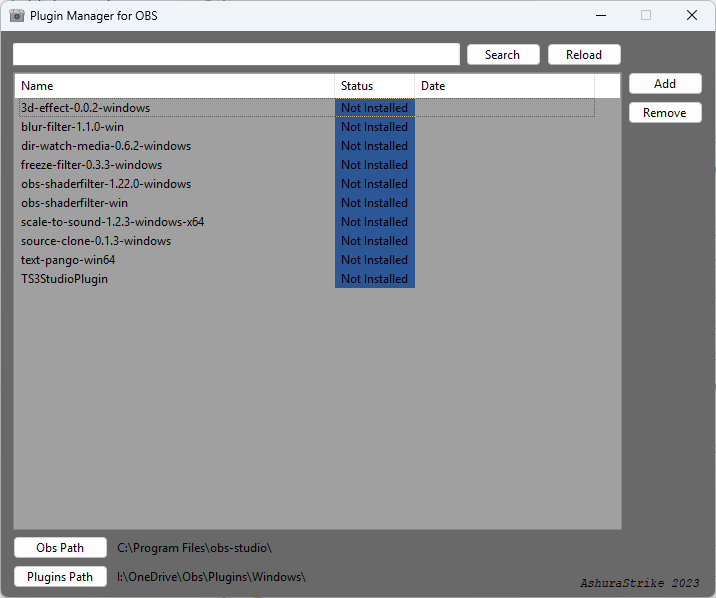 Plugin Manager for OBS
Search Reload
Name Status Date
Add
3d-effect-0.0.2-windows Not Installed
Remove
blur-filter-1.1.0-win Not Installed
dir-watch-media-0.6.2-windows Not Installed
freeze-filter-0.3.3-windows Not Installed
obs-shaderfilter-1.22.0-windows Not Installed
obs-shaderfilter-win Not Installed
scale-to-sound-1.2.3-windows-x64 Not Installed
source-clone-0.1.3-windows Not Installed
text-pango-win64 Not Installed
TS3StudioPlugin Not Installed
Obs Path C:\Program Files\obs-studio\
Plugins Path I:\OneDrive\Obs\Plugins\Windows\
AshuraStrike 2023